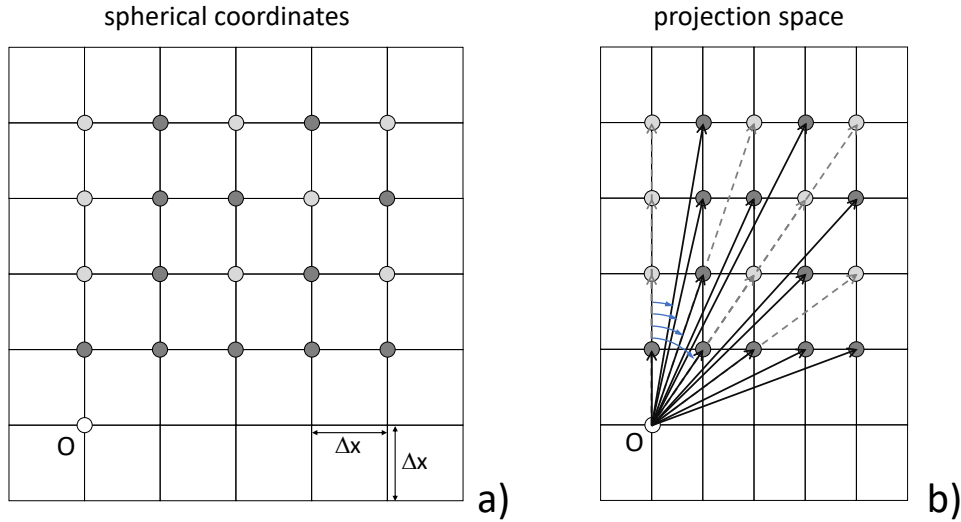 spherical coordinates
projection space
O
Δx
Δx
a)
O
b)